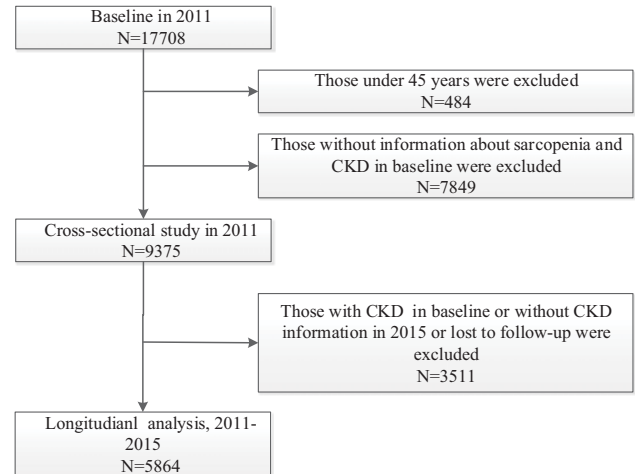 Baseline in 2011
N=17708
Those under 45 years were excluded
N=484
Those without information about sarcopenia and
CKD in baseline were excluded
N=7849
Cross-sectional study in 2011
N=9375
Those with CKD in baseline or without CKD
information in 2015 or lost to follow-up were
excluded
N=3511
Longitudianl analysis, 2011-
2015
N=5864